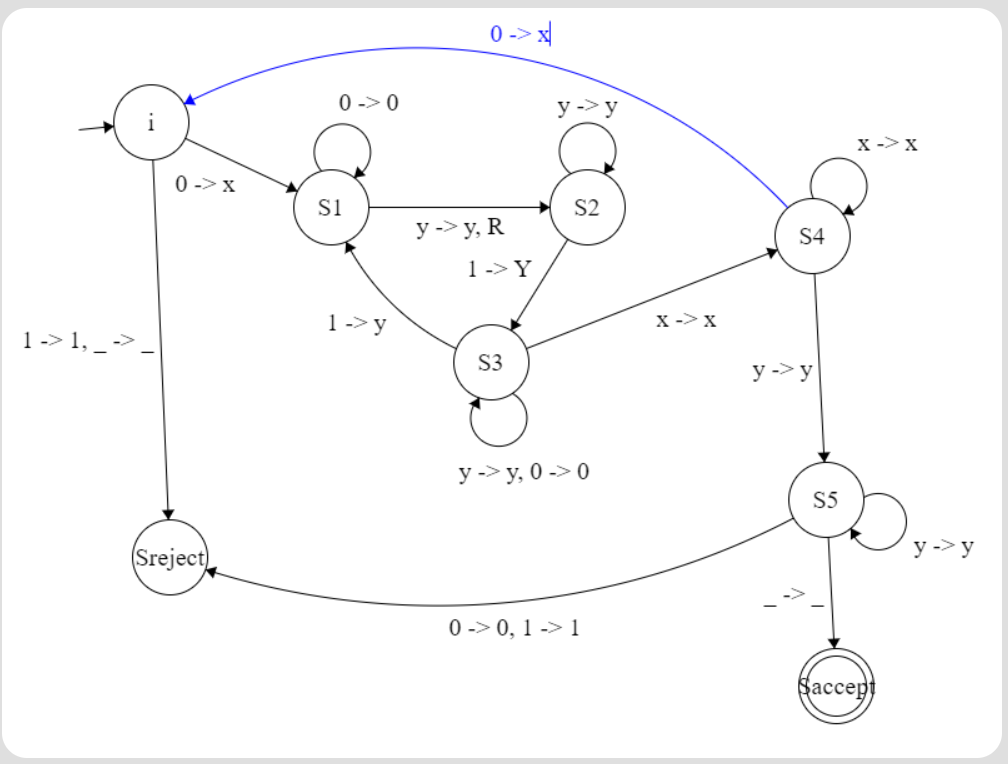 0 -> x
0 -> 0
y -> y
i
x -> x
0 -> x
S1
S2
S4
y -> y, R
1 -> Y
1 -> y
x -> x
1 -> 1, _ -> _
S3
y -> y
y -> y, 0 -> 0
S5
Sreject
y -> y
_ -> _
0 -> 0, 1 -> 1
Saccept